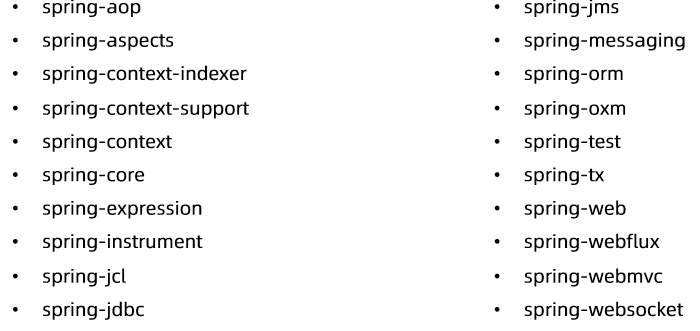 • spring-aop
• spring-aspects
• spring-context-indexer
• spring-context-support
• spring-context
• spring-core
• spring-expression
• spring-instrument
• spring-jcl
• spring-jdbc
• spring-jms
• spring-messaging
• spring-orm
• spring-oxm
• spring-test
• spring-tx
• spring-web
• spring-webflux
• spring-webmvc
• spring-websocket